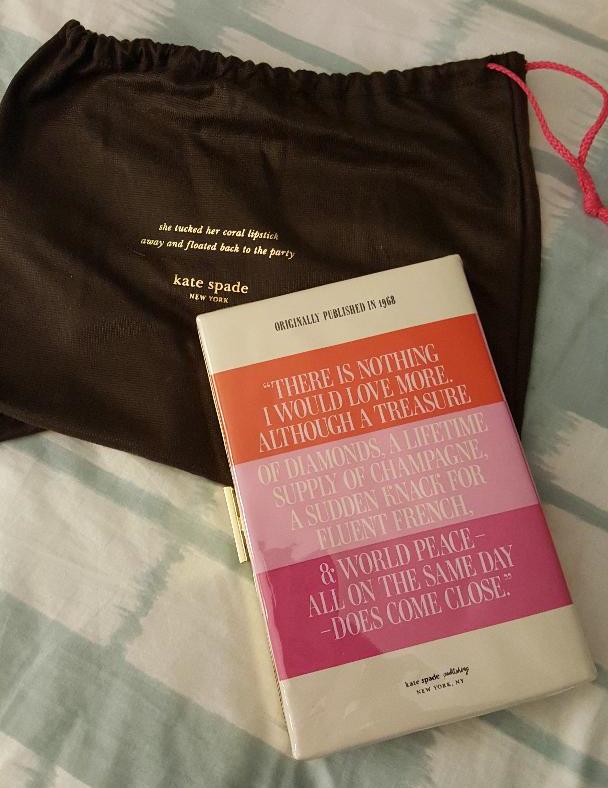 she tucked her coral lipstick
away and floated back to the party
kate spade
NEW YORK
ORIGINALLY PUBLISHED IN 1968
“THERE IS NOTHING
I WOULD LOVE MORE.
ALTHOUGH A TREASURE
OF DIAMONDS, A LIFETIME
SUPPLY OF CHAMPAGNE,
A SUDDEN KNACK FOR
FLUENT FRENCH,
& WORLD PEACE–
ALL ON THE SAME DAY
–DOES COME CLOSE.”
kate spade publishing
NEW YORK, NY